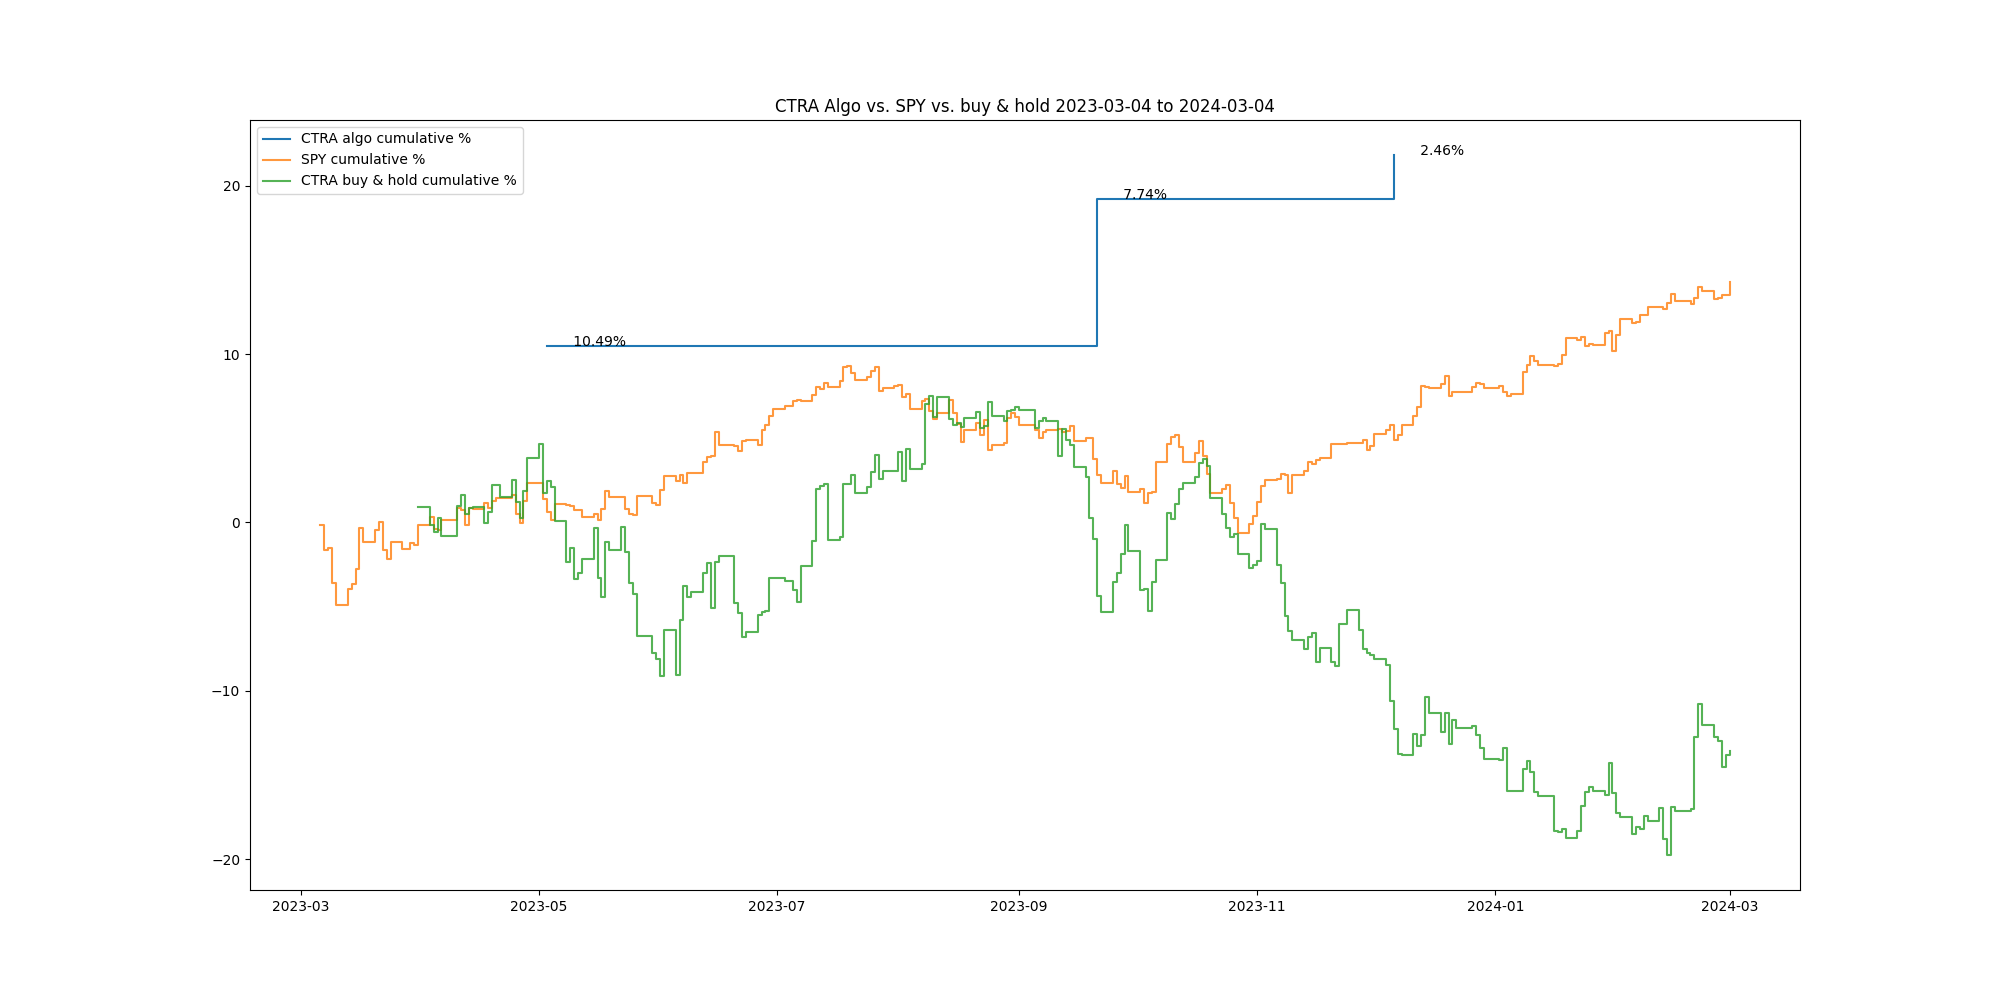 CTRA Algo vs. SPY vs. buy & hold 2023-03-04 to 2024-03-04
CTRA algo cumulative %
SPY cumulative %
CTRA buy & hold cumulative %
2.46%
7.74%
10.49%
20
10
0
−10
−20
2023-03 2023-05 2023-07 2023-09 2023-11 2024-01 2024-03